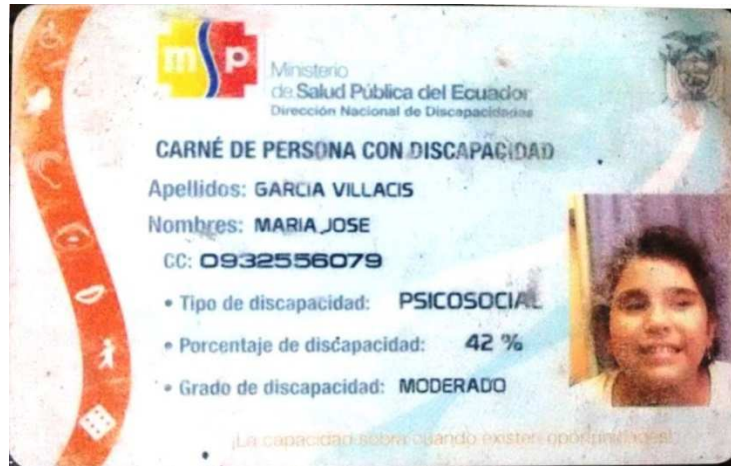 msp
Ministerio
de Salud Pública del Ecuador
Dirección Nacional de Discapacidades
CARNÉ DE PERSONA CON DISCAPACIDAD
Apellidos: GARCIA VILLACIS
Nombres: MARIA JOSE
CC: 0932556079
• Tipo de discapacidad: PSICOSOCIAL
• Porcentaje de discapacidad: 42 %
• Grado de discapacidad: MODERADO
¡La capacidad sobra cuando existen oportunidades!